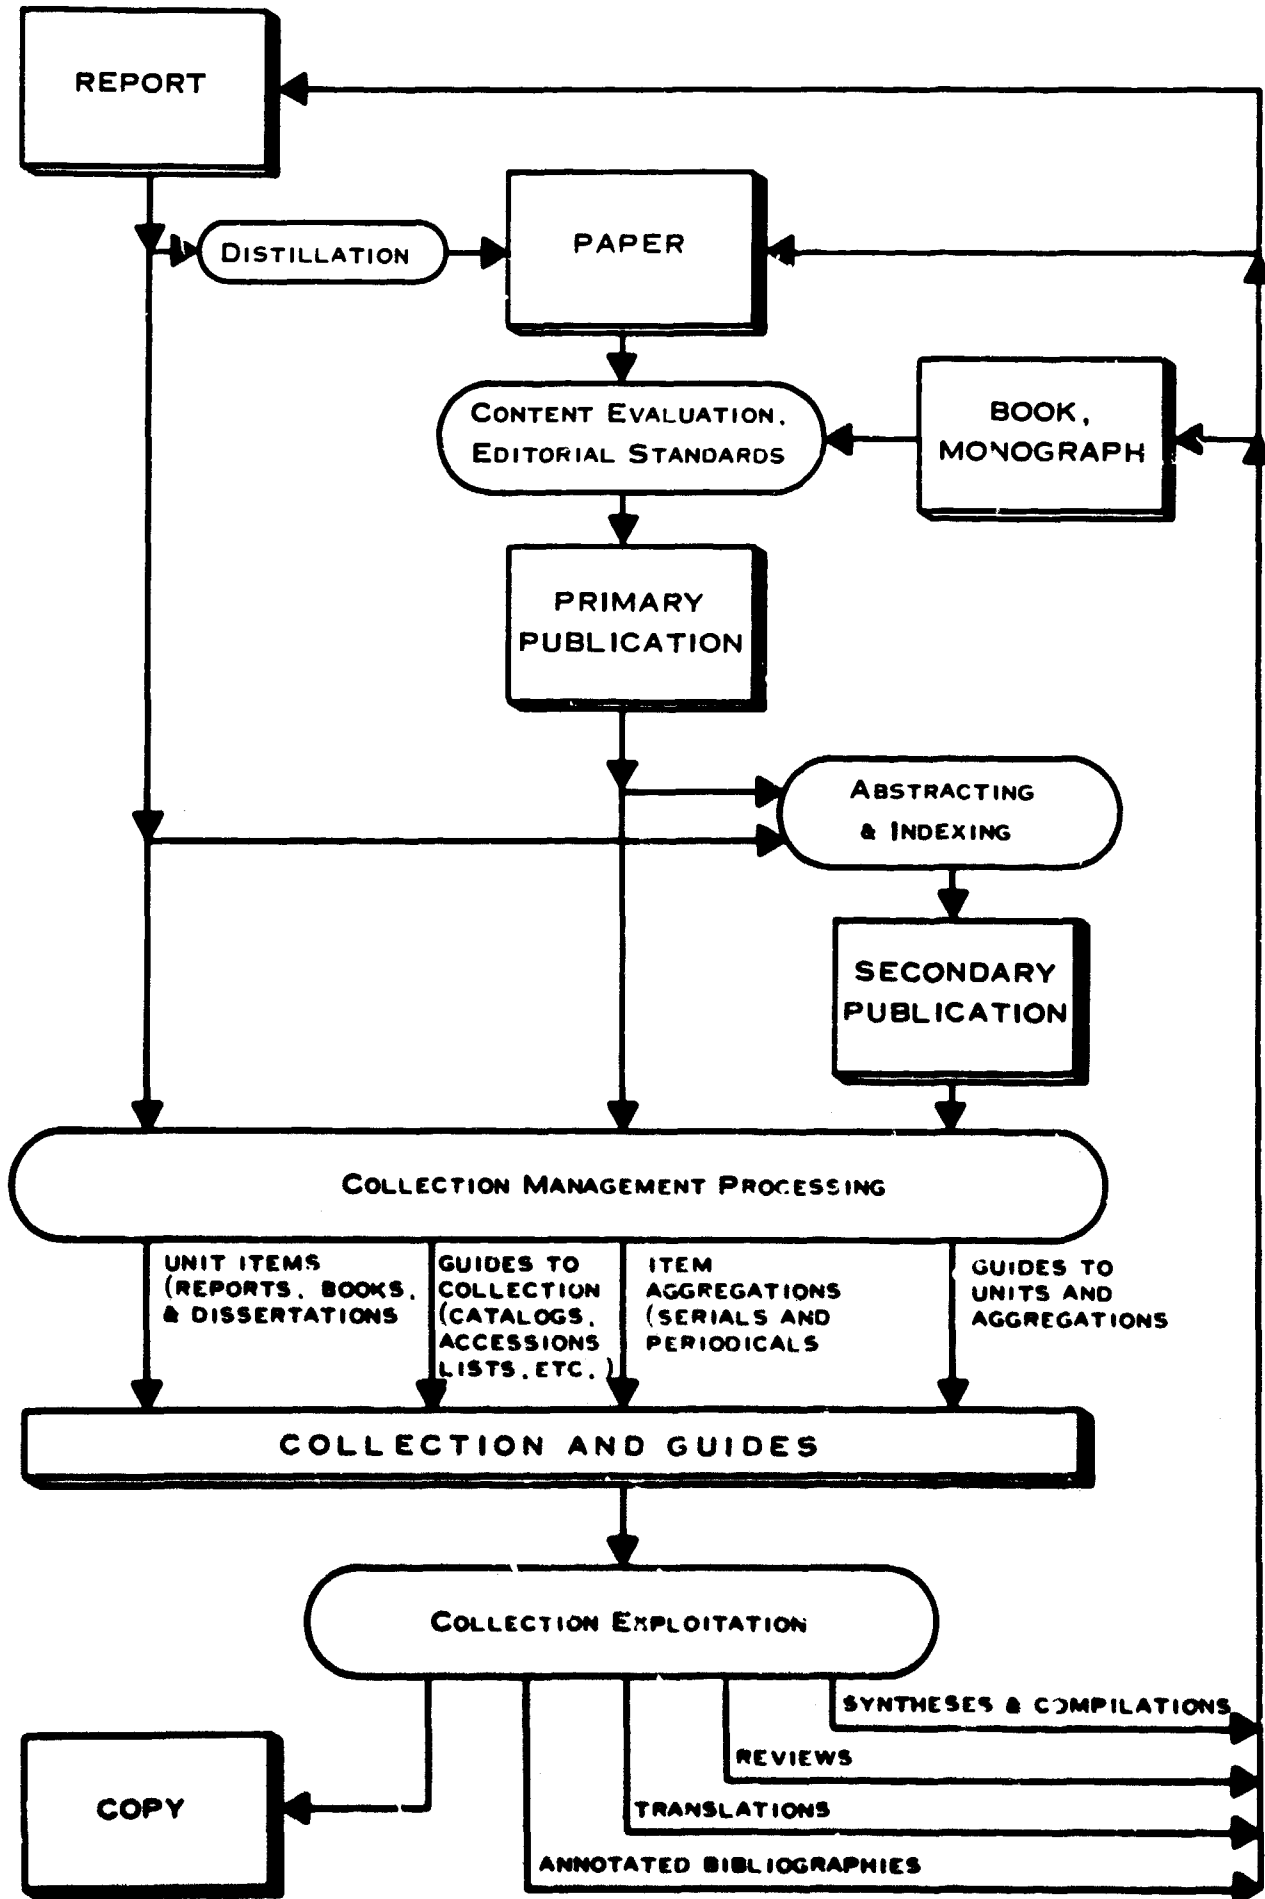 REPORT
DISTILLATION
PAPER
CONTENT EVALUATION.
EDITORIAL STANDARDS
BOOK,
MONOGRAPH
PRIMARY
PUBLICATION
ABSTRACTING
& INDEXING
SECONDARY
PUBLICATION
COLLECTION MANAGEMENT PROCESSING
UNIT ITEMS
(REPORTS. BOOKS.
& DISSERTATIONS
GUIDES TO
COLLECTION
(CATALOGS.
ACCESSIONS
LISTS. ETC. )
ITEM
AGGREGATIONS
(SERIALS AND
PERIODICALS
GUIDES TO
UNITS AND
AGGREGATIONS
COLLECTION AND GUIDES
COLLECTION EXPLOITATION
SYNTHESES & COMPILATIONS
REVIEWS
TRANSLATIONS
ANNOTATED BIBLIOGRAPHIES
COPY